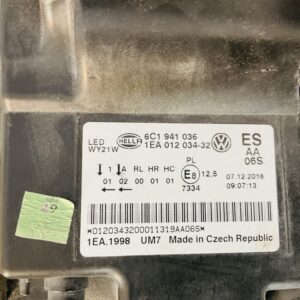 LED
WY21W
HELLA
6C1 941 036
1EA 012 034-32
ES
AA
06S
↓ 1 A RL HR HC
01 02 00 01 01
PL
E8 12,5
7334
07.12.2016
09:07:13
*0120343200011319AA06S*
1EA.1998 UM7 Made in Czech Republic